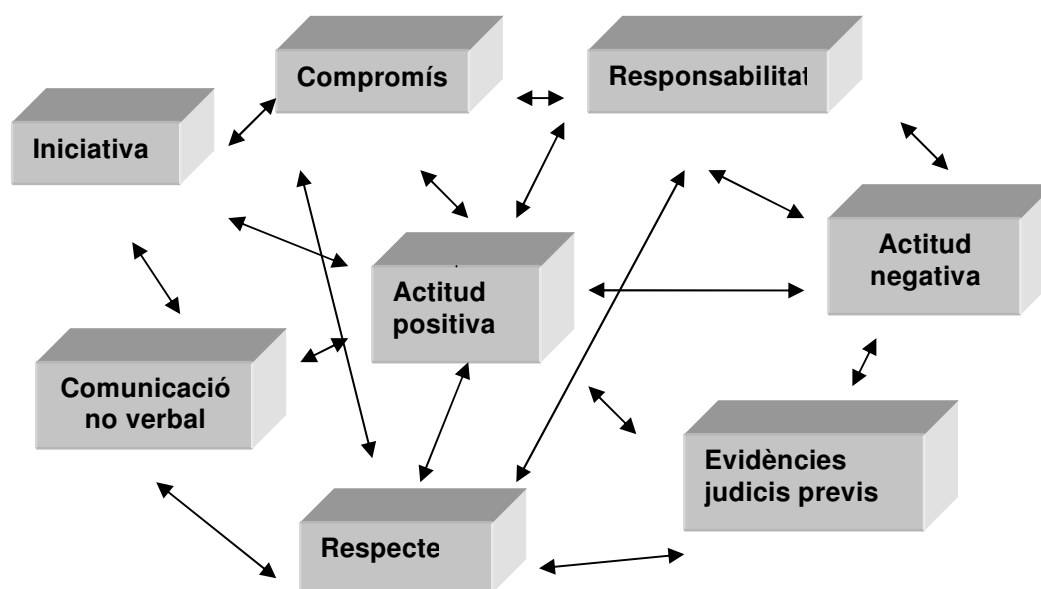 Compromís
Responsabilitat
Iniciativa
Actitud
negativa
Actitud
positiva
Comunicació
no verbal
Evidències
judicis previs
Respecte